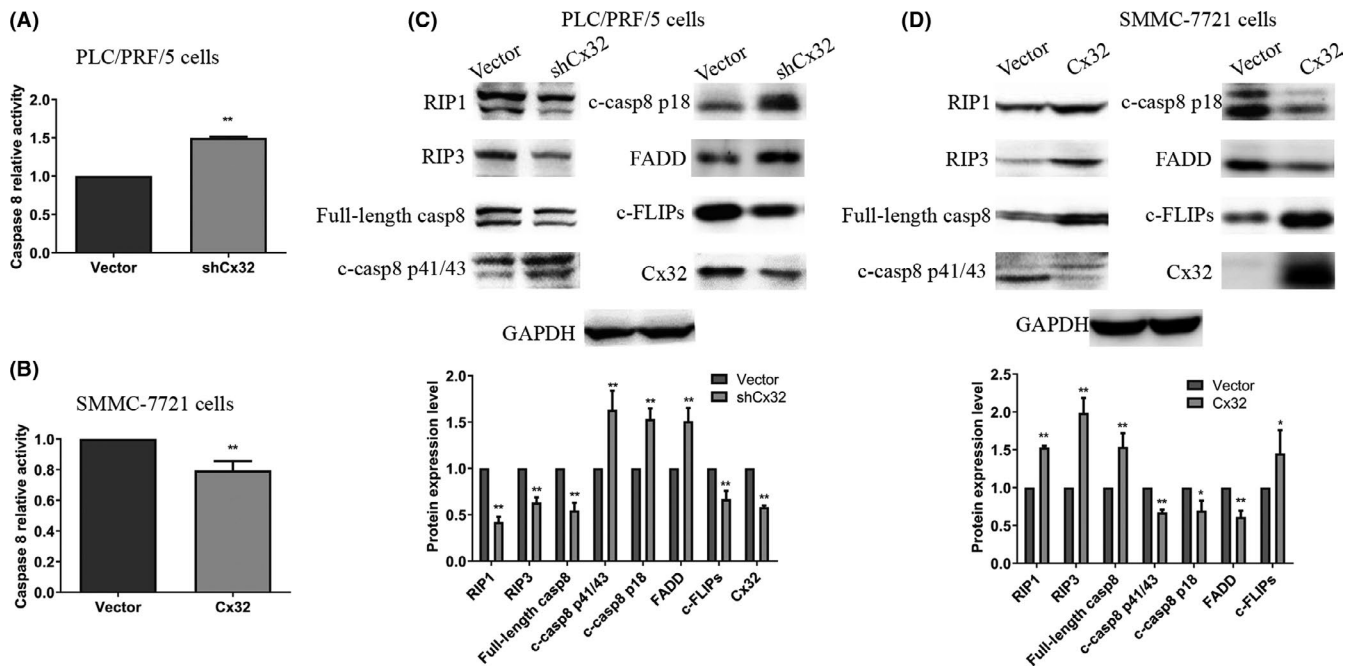 (A)
PLC/PRF/5 cells
**
Caspase 8 relative activity
2.0
1.5
1.0
0.5
0.0
Vector
shCx32
(B)
SMMC-7721 cells
**
Caspase 8 relative activity
1.0
0.8
0.6
0.4
0.2
0.0
Vector
Cx32
(C)
PLC/PRF/5 cells
Vector
shCx32
Vector
shCx32
RIP1
c-casp8 p18
RIP3
FADD
Full-length casp8
c-FLIPs
c-casp8 p41/43
Cx32
GAPDH
Protein expression level
2.0
1.5
1.0
0.5
0.0
Vector
shCx32
**
**
**
**
**
**
**
**
RIP1
RIP3
Full-length casp8
c-casp8 p41/43
c-casp8 p18
FADD
c-FLIPs
Cx32
(D)
SMMC-7721 cells
Vector
Cx32
Vector
Cx32
RIP1
c-casp8 p18
RIP3
FADD
Full-length casp8
c-FLIPs
c-casp8 p41/43
Cx32
GAPDH
Protein expression level
2.5
2.0
1.5
1.0
0.5
0.0
Vector
Cx32
**
**
**
**
*
**
*
RIP1
RIP3
Full-length casp8
c-casp8 p41/43
c-casp8 p18
FADD
c-FLIPs